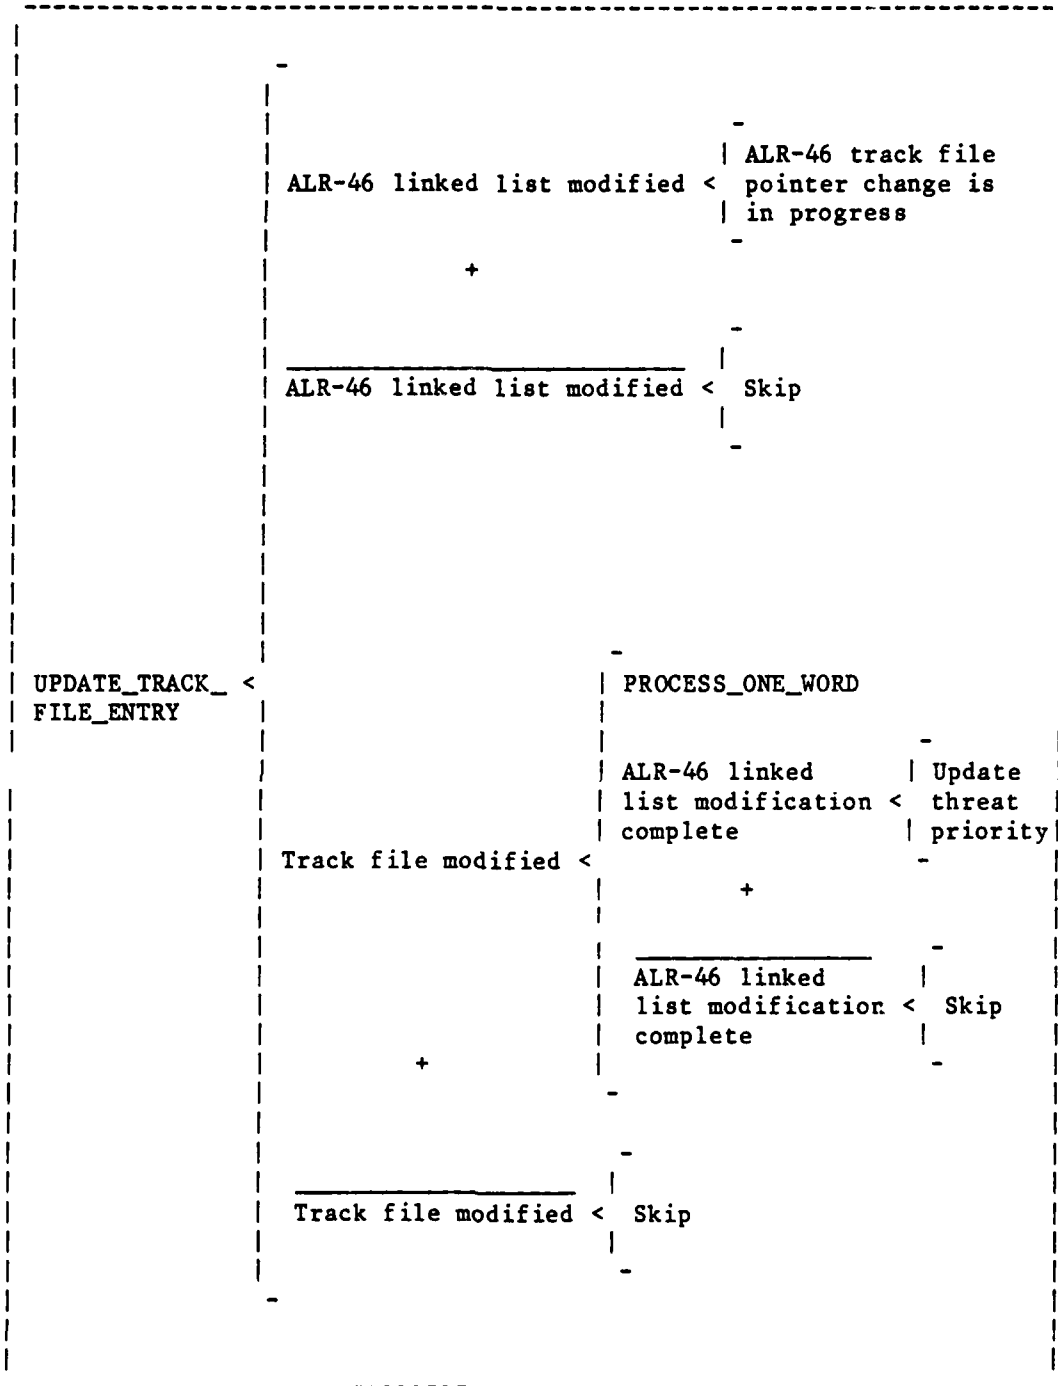 ALR-46 linked list modified < ALR-46 track file
pointer change is
in progress
+
ALR-46 linked list modified < Skip
UPDATE_TRACK_ <
FILE_ENTRY
PROCESS_ONE_WORD
ALR-46 linked
list modification <
complete
Update
threat
priority
Track file modified <
+
ALR-46 linked
list modification < Skip
complete
+
Track file modified < Skip